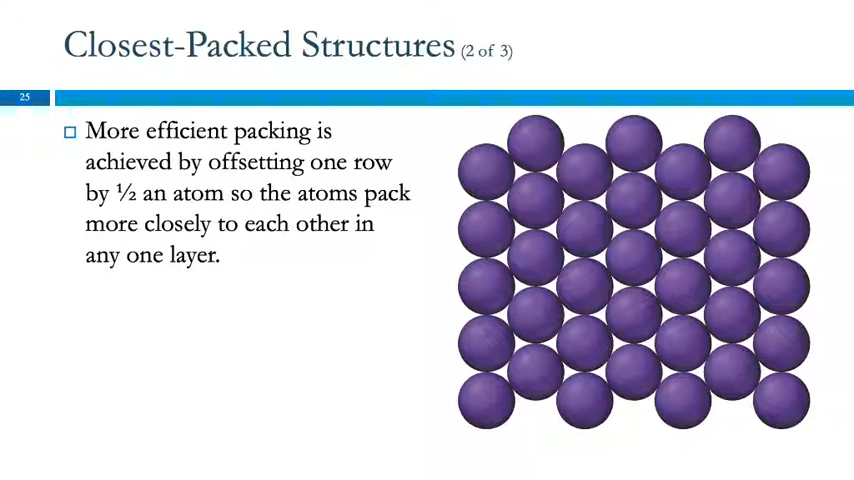 Closest-Packed Structures (2 of 3)
25
More efficient packing is
achieved by offsetting one row
by ½ an atom so the atoms pack
more closely to each other in
any one layer.